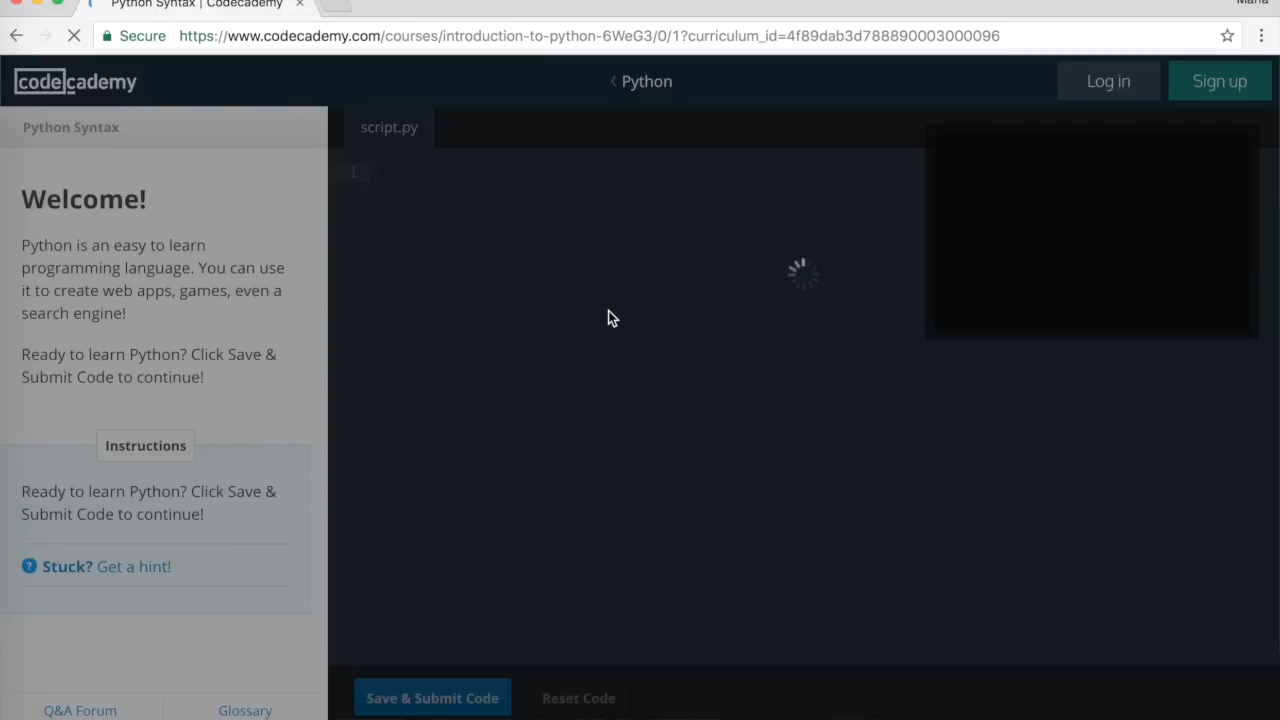 Python Syntax | Codecademy
Maria
Secure https://www.codecademy.com/courses/introduction-to-python-6WeG3/0/1?curriculum_id=4f89dab3d788890003000096
codecademy
Python
Log in
Sign up
Python Syntax
script.py
1
Welcome!
Python is an easy to learn
programming language. You can use
it to create web apps, games, even a
search engine!
Ready to learn Python? Click Save &
Submit Code to continue!
Instructions
Ready to learn Python? Click Save &
Submit Code to continue!
? Stuck? Get a hint!
Save & Submit Code
Reset Code
Q&A Forum
Glossary